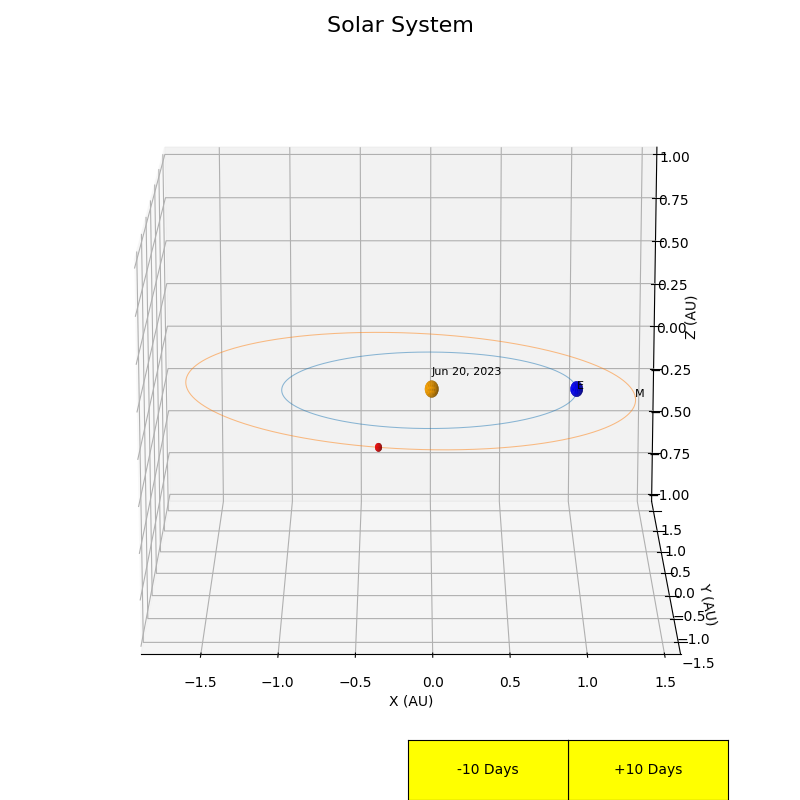 Solar System
1.00
0.75
0.50
0.25
0.00
−0.25
−0.50
−0.75
−1.00
Z (AU)
Jun 20, 2023
E
M
1.5
1.0
0.5
0.0
−0.5
−1.0
−1.5
Y (AU)
−1.5
−1.0
−0.5
0.0
0.5
1.0
1.5
X (AU)
-10 Days
+10 Days